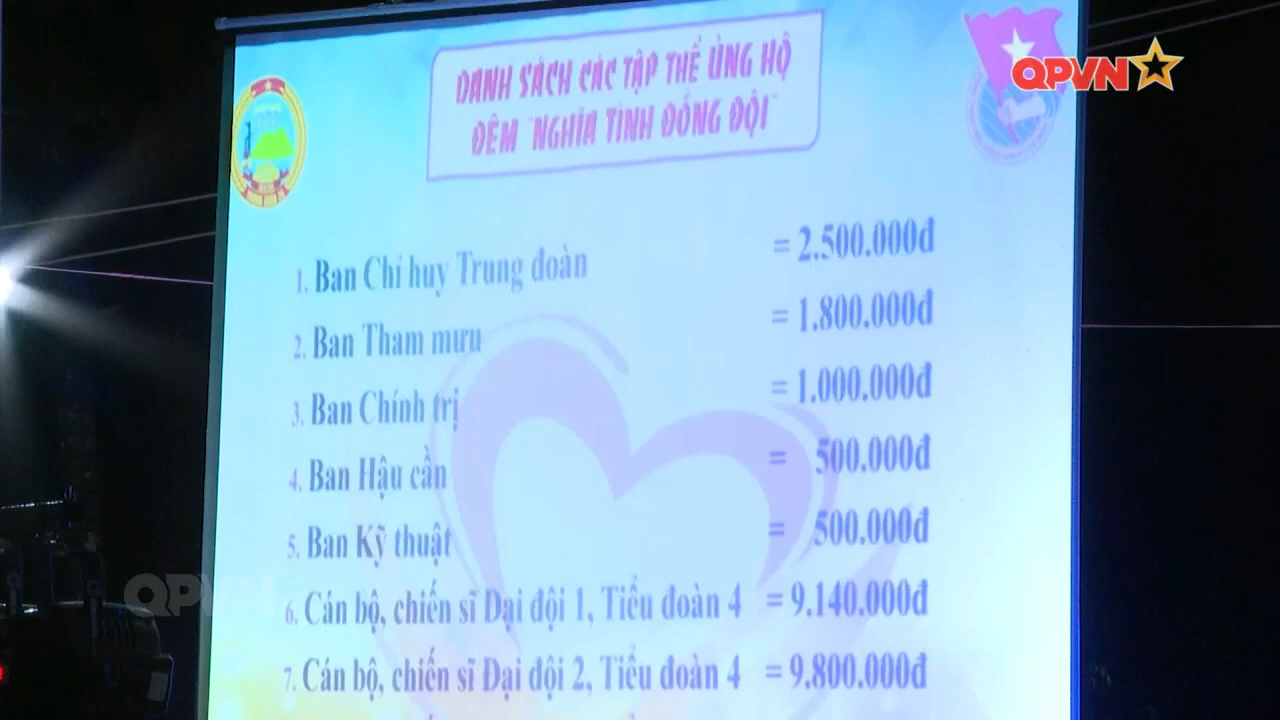 DANH SÁCH CÁC TẬP THỂ ỦNG HỘ
ĐÊM "NGHĨA TÌNH ĐỒNG ĐỘI"
QPVN
1. Ban Chỉ huy Trung đoàn = 2.500.000đ
2. Ban Tham mưu = 1.800.000đ
3. Ban Chính trị = 1.000.000đ
4. Ban Hậu cần = 500.000đ
5. Ban Kỹ thuật = 500.000đ
6. Cán bộ, chiến sĩ Đại đội 1, Tiểu đoàn 4 = 9.140.000đ
7. Cán bộ, chiến sĩ Đại đội 2, Tiểu đoàn 4 = 9.800.000đ
QPVN